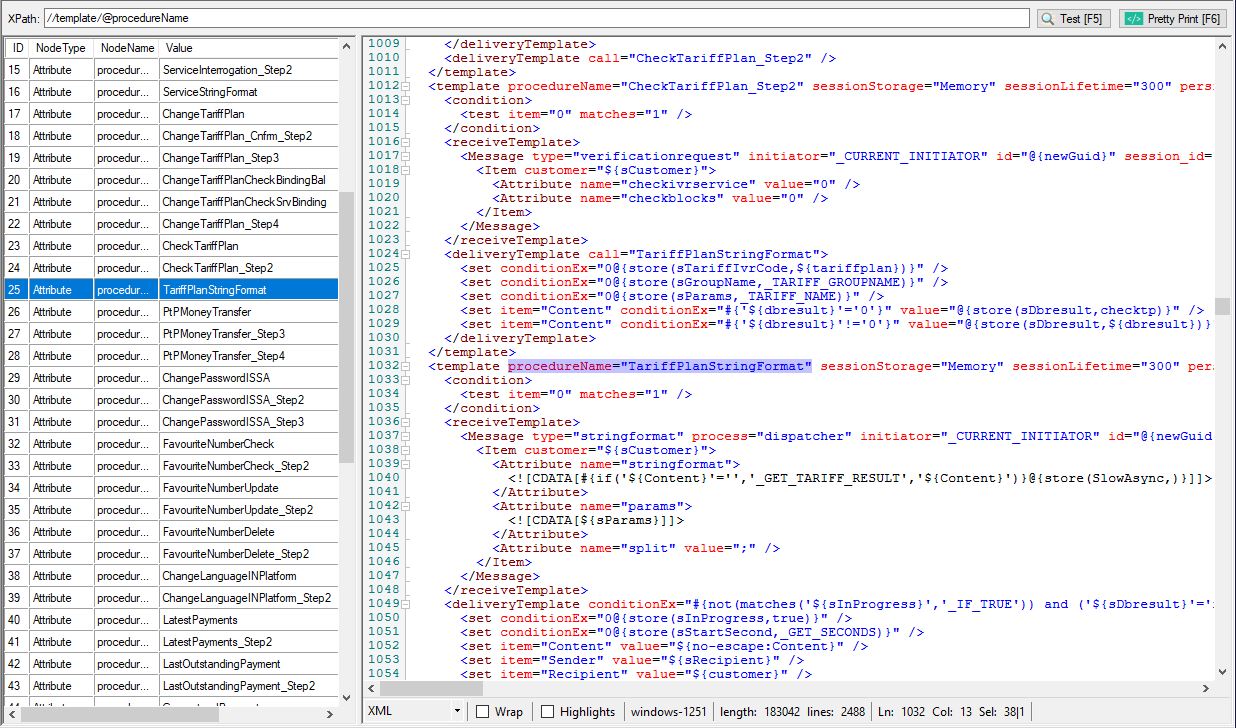 XPath: //template/@procedureName Test [F5] Pretty Print [F6]
ID NodeType NodeName Value
15 Attribute procedur... ServiceInterrogation_Step2
16 Attribute procedur... ServiceStringFormat
17 Attribute procedur... ChangeTariffPlan
18 Attribute procedur... ChangeTariffPlan_Cnfrm_Step2
19 Attribute procedur... ChangeTariffPlan_Step3
20 Attribute procedur... ChangeTariffPlanCheckBindingBal
21 Attribute procedur... ChangeTariffPlanCheckSrvBinding
22 Attribute procedur... ChangeTariffPlan_Step4
23 Attribute procedur... CheckTariffPlan
24 Attribute procedur... CheckTariffPlan_Step2
25 Attribute procedur... TariffPlanStringFormat
26 Attribute procedur... PtPMoneyTransfer
27 Attribute procedur... PtPMoneyTransfer_Step3
28 Attribute procedur... PtPMoneyTransfer_Step4
29 Attribute procedur... ChangePasswordISSA
30 Attribute procedur... ChangePasswordISSA_Step2
31 Attribute procedur... ChangePasswordISSA_Step3
32 Attribute procedur... FavouriteNumberCheck
33 Attribute procedur... FavouriteNumberCheck_Step2
34 Attribute procedur... FavouriteNumberUpdate
35 Attribute procedur... FavouriteNumberUpdate_Step2
36 Attribute procedur... FavouriteNumberDelete
37 Attribute procedur... FavouriteNumberDelete_Step2
38 Attribute procedur... ChangeLanguageINPlatform
39 Attribute procedur... ChangeLanguageINPlatform_Step2
40 Attribute procedur... LatestPayments
41 Attribute procedur... LatestPayments_Step2
42 Attribute procedur... LastOutstandingPayment
43 Attribute procedur... LastOutstandingPayment_Step2
1009 </deliveryTemplate>
1010 <deliveryTemplate call="CheckTariffPlan_Step2" />
1011 </template>
1012 <template procedureName="CheckTariffPlan_Step2" sessionStorage="Memory" sessionLifetime="300" persi
1013 <condition>
1014 <test item="0" matches="1" />
1015 </condition>
1016 <receiveTemplate>
1017 <Message type="verificationrequest" initiator="_CURRENT_INITIATOR" id="@{newGuid}" session_id=
1018 <Item customer="${sCustomer}">
1019 <Attribute name="checkivrservice" value="0" />
1020 <Attribute name="checkblocks" value="0" />
1021 </Item>
1022 </Message>
1023 </receiveTemplate>
1024 <deliveryTemplate call="TariffPlanStringFormat">
1025 <set conditionEx="0@{store(sTariffIvrCode,${tariffplan})}" />
1026 <set conditionEx="0@{store(sGroupName,_TARIFF_GROUPNAME)}" />
1027 <set conditionEx="0@{store(sParams,_TARIFF_NAME)}" />
1028 <set item="Content" conditionEx="#{'${dbresult}'='0'}" value="@{store(sDbresult,checktp)}" />
1029 <set item="Content" conditionEx="#{'${dbresult}'!='0'}" value="@{store(sDbresult,${dbresult})}
1030 </deliveryTemplate>
1031 </template>
1032 <template procedureName="TariffPlanStringFormat" sessionStorage="Memory" sessionLifetime="300" pers
1033 <condition>
1034 <test item="0" matches="1" />
1035 </condition>
1036 <receiveTemplate>
1037 <Message type="stringformat" process="dispatcher" initiator="_CURRENT_INITIATOR" id="@{newGuid
1038 <Item customer="${sCustomer}">
1039 <Attribute name="stringformat">
1040 <![CDATA[#{if('${Content}'='','_GET_TARIFF_RESULT','${Content}')}@{store(SlowAsync,)}]]>
1041 </Attribute>
1042 <Attribute name="params">
1043 <![CDATA[${sParams}]]>
1044 </Attribute>
1045 <Attribute name="split" value=";" />
1046 </Item>
1047 </Message>
1048 </receiveTemplate>
1049 <deliveryTemplate conditionEx="#{not(matches('${sInProgress}','_IF_TRUE')) and ('${sDbresult}'='
1050 <set conditionEx="0@{store(sInProgress,true)}" />
1051 <set conditionEx="0@{store(sStartSecond,_GET_SECONDS)}" />
1052 <set item="Content" value="${no-escape:Content}" />
1053 <set item="Sender" value="${sRecipient}" />
1054 <set item="Recipient" value="${customer}" />
XML Wrap Highlights windows-1251 length: 183042 lines: 2488 Ln: 1032 Col: 13 Sel: 38|1